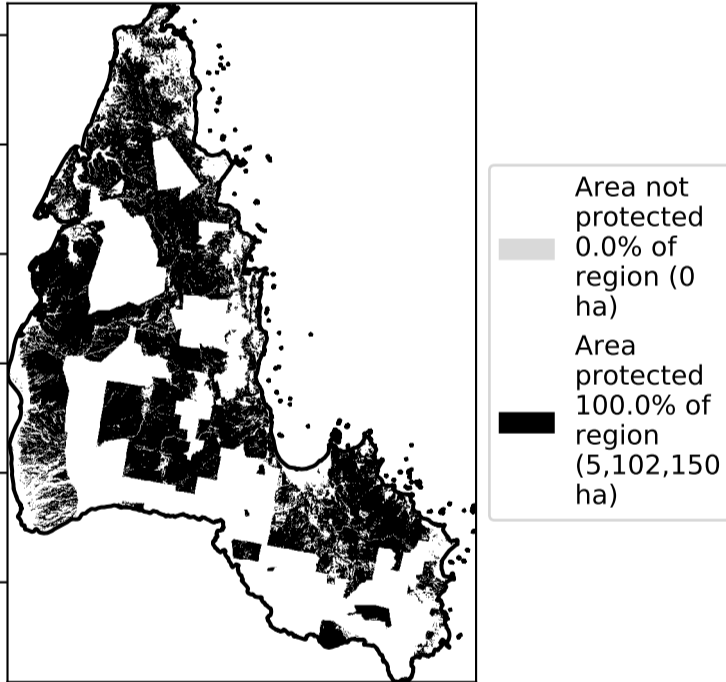 Area not
protected
0.0% of
region (0
ha)
Area
protected
100.0% of
region
(5,102,150
ha)